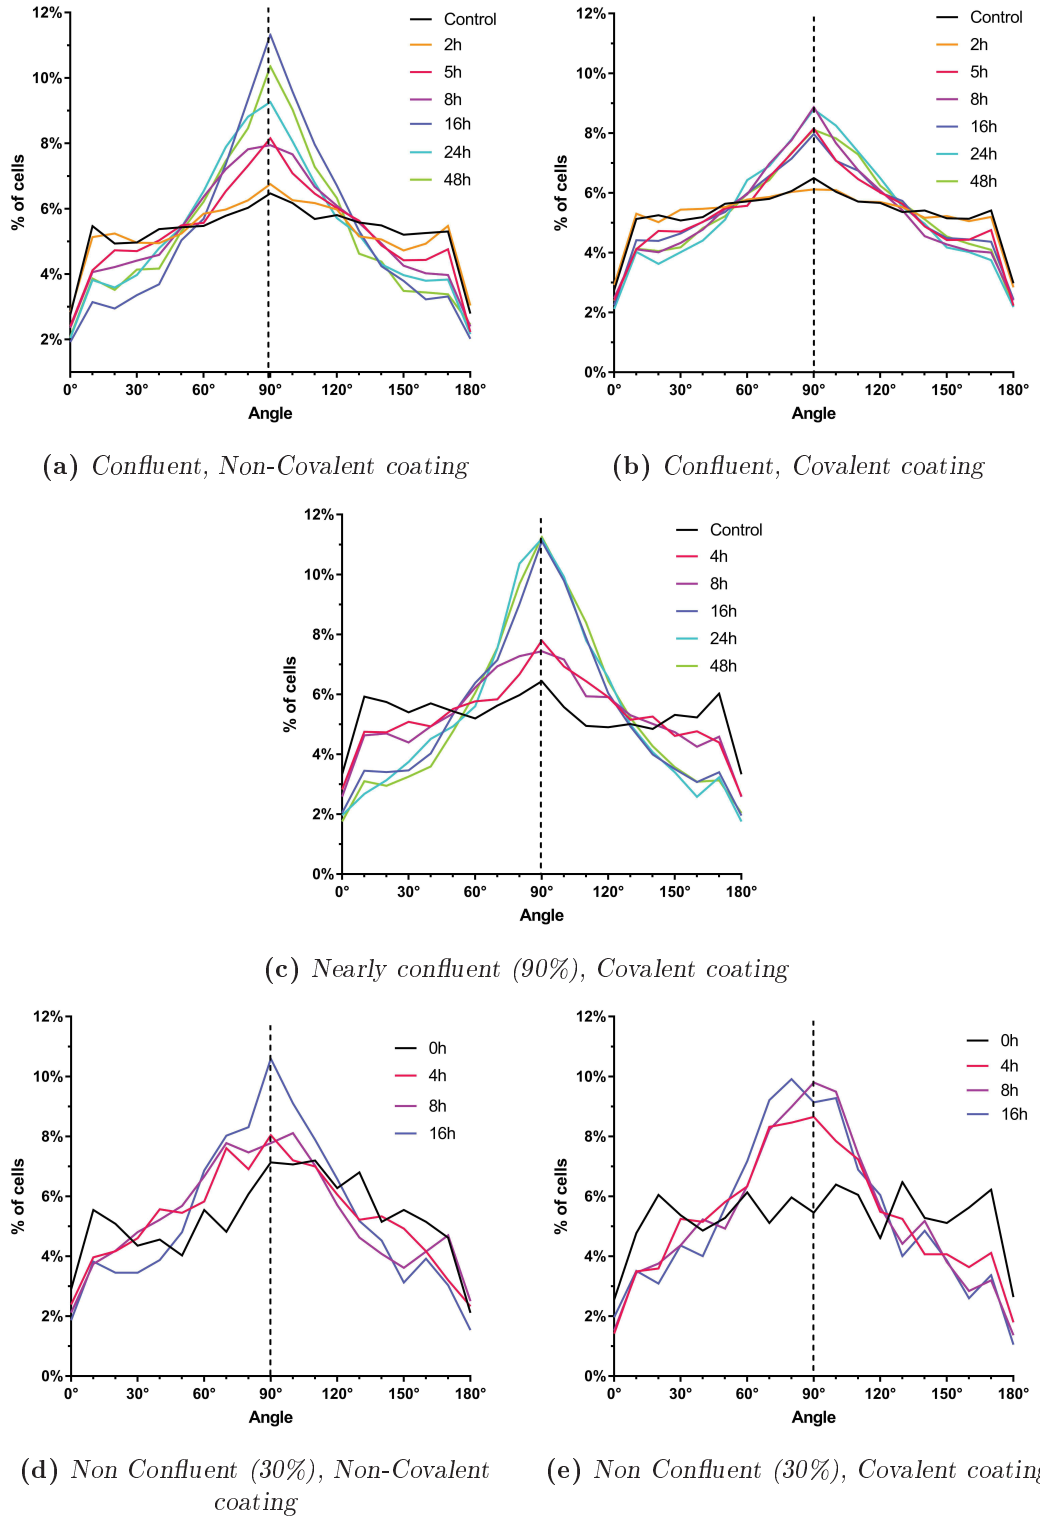 12%
10%
8%
6%
4%
2%
% of cells
0° 30° 60° 90° 120° 150° 180°
Angle
Control
2h
5h
8h
16h
24h
48h
(a) Confluent, Non-Covalent coating
12%
10%
8%
6%
4%
2%
0%
% of cells
0° 30° 60° 90° 120° 150° 180°
Angle
Control
2h
5h
8h
16h
24h
48h
(b) Confluent, Covalent coating
12%
10%
8%
6%
4%
2%
0%
% of cells
0° 30° 60° 90° 120° 150° 180°
Angle
Control
4h
8h
16h
24h
48h
(c) Nearly confluent (90%), Covalent coating
12%
10%
8%
6%
4%
2%
0%
% of cells
0° 30° 60° 90° 120° 150° 180°
Angle
0h
4h
8h
16h
(d) Non Confluent (30%), Non-Covalent
coating
12%
10%
8%
6%
4%
2%
0%
% of cells
0° 30° 60° 90° 120° 150° 180°
Angle
0h
4h
8h
16h
(e) Non Confluent (30%), Covalent coating